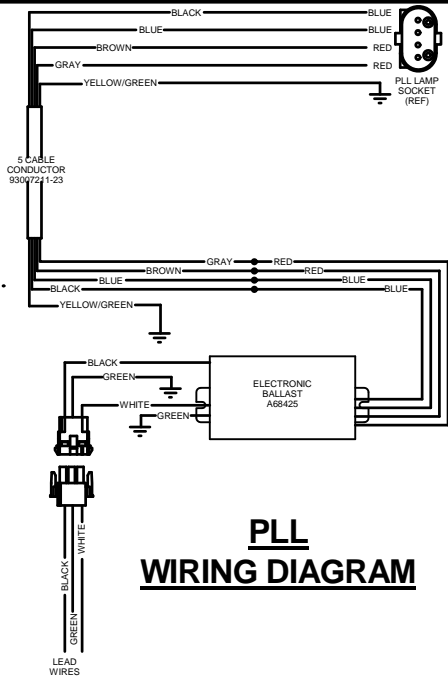 BLACK BLUE
BLUE BLUE
BROWN RED
GRAY RED
YELLOW/GREEN
PLL LAMP
SOCKET
(REF)
5 CABLE
CONDUCTOR
93007211-23
GRAY RED
BROWN RED
BLUE BLUE
BLACK BLUE
YELLOW/GREEN
BLACK
GREEN
WHITE
GREEN
ELECTRONIC
BALLAST
A68425
BLACK
GREEN
WHITE
LEAD
WIRES
PLL
WIRING DIAGRAM